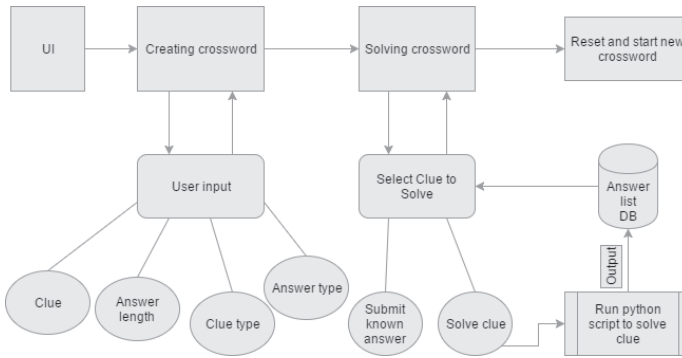 UI
Creating crossword
Solving crossword
Reset and start new
crossword
User input
Select Clue to
Solve
Answer
list
DB
Output
Clue
Answer
length
Clue type
Answer type
Submit
known
answer
Solve clue
Run python
script to solve
clue